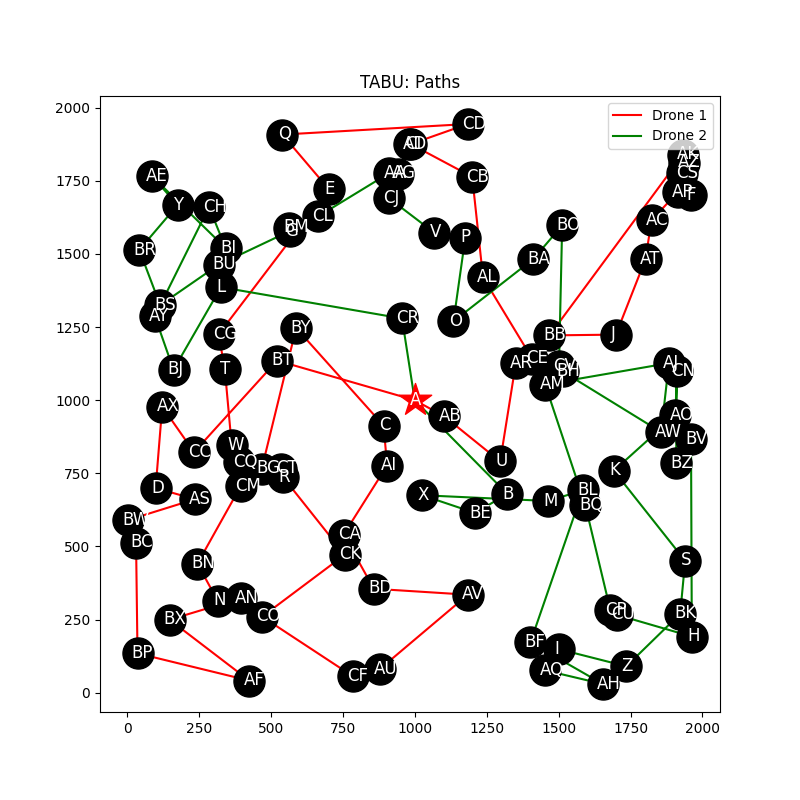 TABU: Paths
Drone 1
Drone 2
2000
1750
1500
1250
1000
750
500
250
0
0
250
500
750
1000
1250
1500
1750
2000
Q
CD
E
CL
BM
G
CJ
CB
V
P
AL
O
BA
BO
AK
AZ
CS
AP
F
AC
AT
J
BB
AR
CE
BH
AM
CN
AO
AW
BV
BZ
K
S
BK
H
Z
AH
AQ
I
BF
CP
CU
BL
BQ
M
B
BE
X
U
AB
A
CR
C
AI
CA
CK
BD
AV
AU
CF
CO
AN
N
BN
BX
AF
BP
BC
BW
AS
D
AX
CC
CM
CQ
W
BG
CT
R
T
CG
BT
BY
L
BU
BI
CH
Y
AE
BR
BS
AY
BJ